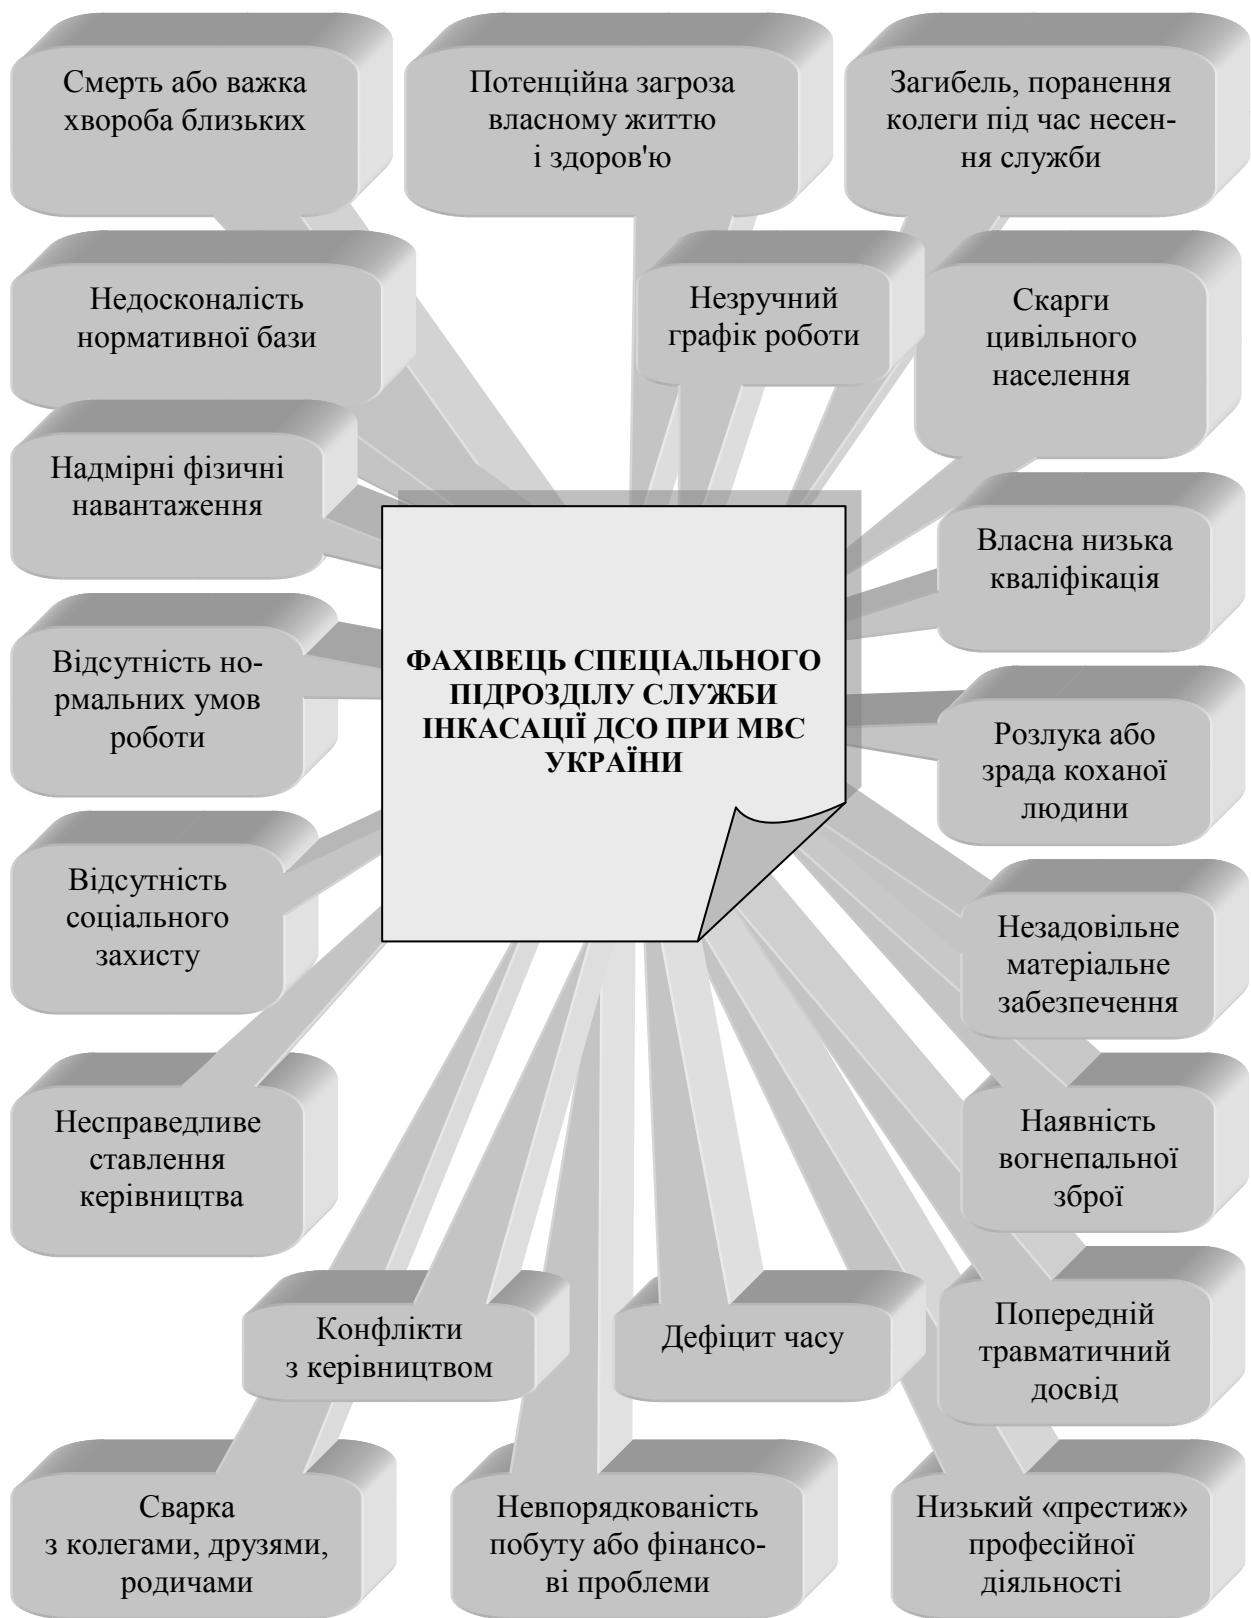 Смерть або важка
хвороба близьких
Потенційна загроза
власному життю
і здоров'ю
Загибель, поранення
колеги під час несен-
ня служби
Недосконалість
нормативної бази
Незручний
графік роботи
Скарги
цивільного
населення
Надмірні фізичні
навантаження
Власна низька
кваліфікація
ФАХІВЕЦЬ СПЕЦІАЛЬНОГО
ПІДРОЗДІЛУ СЛУЖБИ
ІНКАСАЦІЇ ДСО ПРИ МВС
УКРАЇНИ
Відсутність но-
рмальних умов
роботи
Розлука або
зрада коханої
людини
Відсутність
соціального
захисту
Незадовільне
матеріальне
забезпечення
Несправедливе
ставлення
керівництва
Наявність
вогнепальної
зброї
Конфлікти
з керівництвом
Дефіцит часу
Попередній
травматичний
досвід
Сварка
з колегами, друзями,
родичами
Невпорядкованість
побуту або фінансо-
ві проблеми
Низький «престиж»
професійної
діяльності